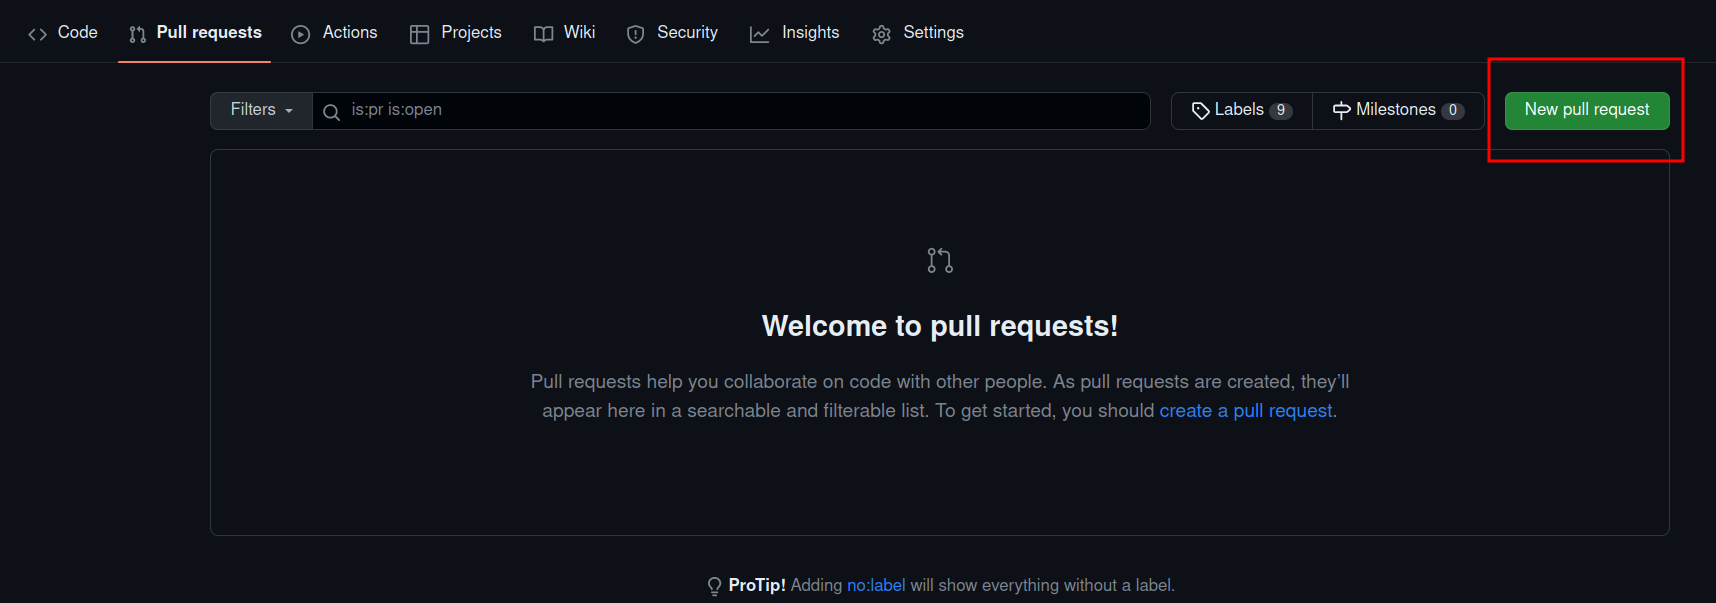 Code Pull requests Actions Projects Wiki Security Insights Settings
Filters is:pr is:open Labels 9 Milestones 0 New pull request
Welcome to pull requests!
Pull requests help you collaborate on code with other people. As pull requests are created, they’ll
appear here in a searchable and filterable list. To get started, you should create a pull request.
ProTip! Adding no:label will show everything without a label.